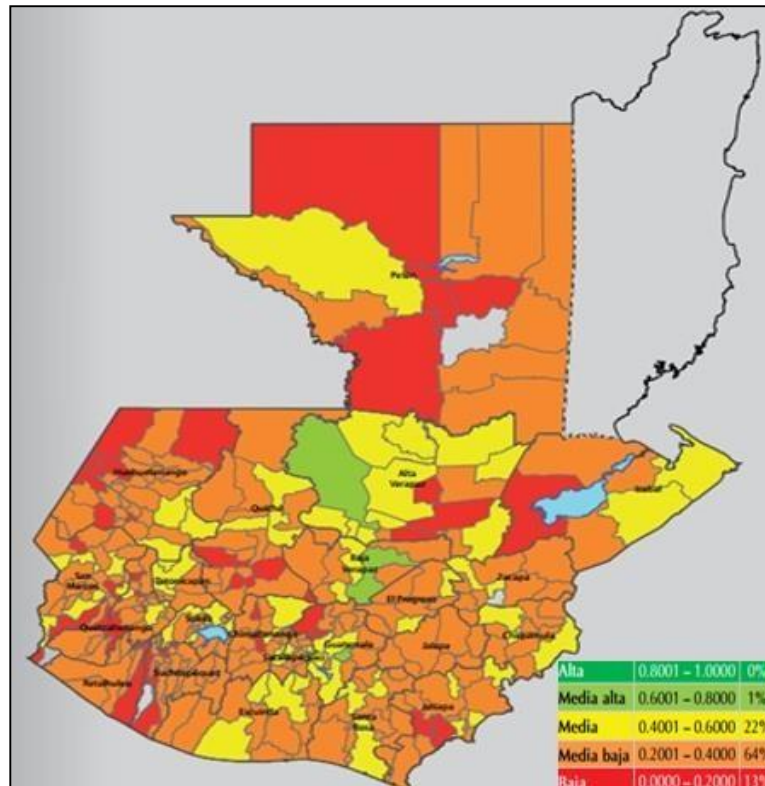 Petén
Huehuetenango
Alta
Verapaz
Quiché
Izabal
Baja
Verapaz
San
Marcos
Totonicapán
Zacapa
El Progreso
Quetzaltenango
Sololá
Chimaltenango
Guatemala
Chiquimula
Jalapa
Sacatepéquez
Retalhuleu
Suchitepéquez
Escuintla
Santa
Rosa
Jutiapa
Alta 0.8001 – 1.0000 0%
Media alta 0.6001 – 0.8000 1%
Media 0.4001 – 0.6000 22%
Media baja 0.2001 – 0.4000 64%
Baja 0.0000 – 0.2000 13%